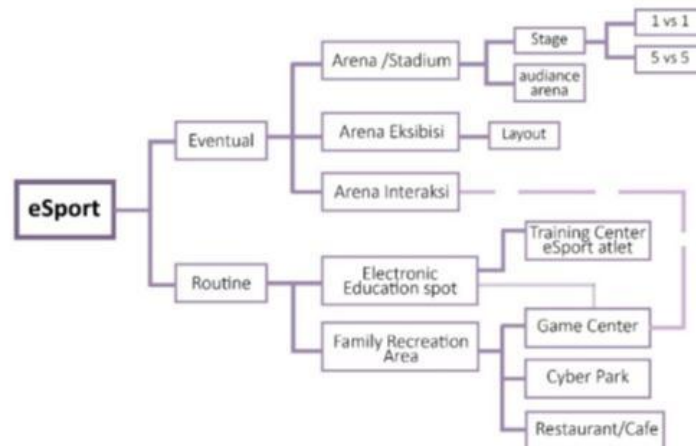 eSport
Eventual
Routine
Arena /Stadium
Arena Eksibisi
Arena Interaksi
Electronic
Education spot
Family Recreation
Area
Stage
audiance
arena
Layout
Training Center
eSport atlet
Game Center
Cyber Park
Restaurant/Cafe
1 vs 1
5 vs 5